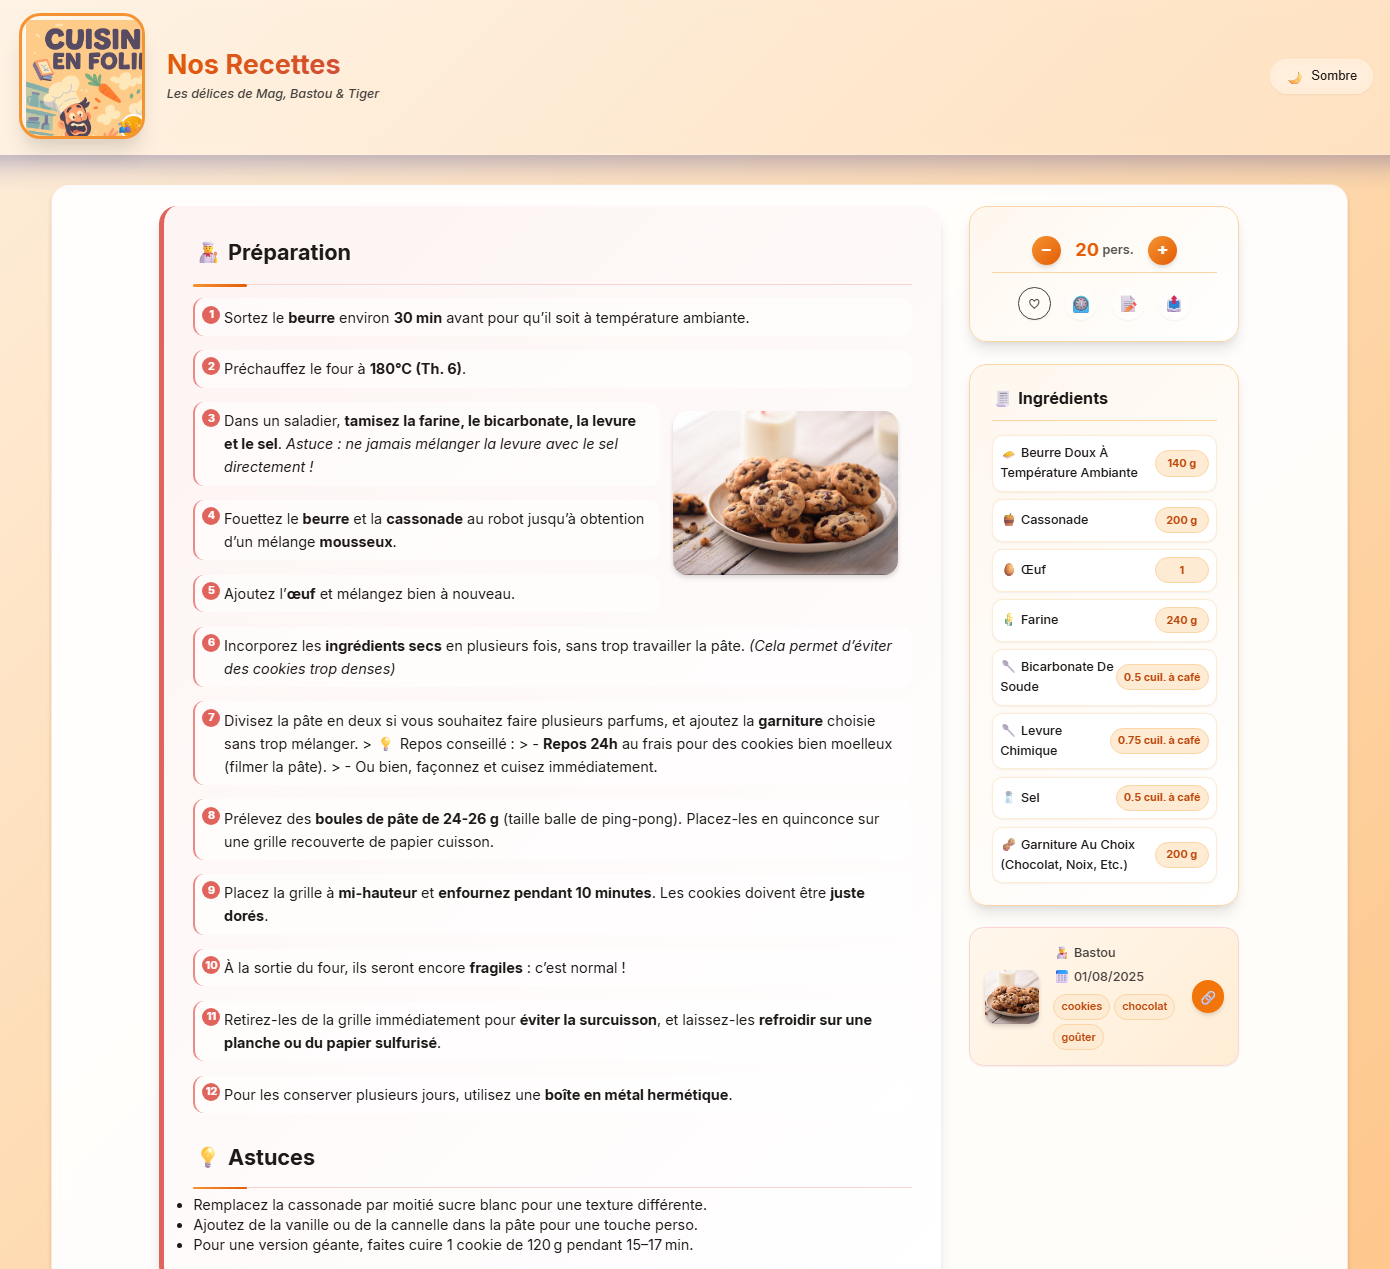 CUISIN
EN FOLI
Nos Recettes
Les délices de Mag, Bastou & Tiger
Sombre
Préparation
1 Sortez le beurre environ 30 min avant pour qu’il soit à température ambiante.
2 Préchauffez le four à 180°C (Th. 6).
3 Dans un saladier, tamisez la farine, le bicarbonate, la levure
et le sel. Astuce : ne jamais mélanger la levure avec le sel
directement !
4 Fouettez le beurre et la cassonade au robot jusqu’à obtention
d’un mélange mousseux.
5 Ajoutez l’œuf et mélangez bien à nouveau.
6 Incorporez les ingrédients secs en plusieurs fois, sans trop travailler la pâte. (Cela permet d’éviter
des cookies trop denses)
7 Divisez la pâte en deux si vous souhaitez faire plusieurs parfums, et ajoutez la garniture choisie
sans trop mélanger. > 💡 Repos conseillé : > - Repos 24h au frais pour des cookies bien moelleux
(filmer la pâte). > - Ou bien, façonnez et cuisez immédiatement.
8 Prélevez des boules de pâte de 24-26 g (taille balle de ping-pong). Placez-les en quinconce sur
une grille recouverte de papier cuisson.
9 Placez la grille à mi-hauteur et enfournez pendant 10 minutes. Les cookies doivent être juste
dorés.
10 À la sortie du four, ils seront encore fragiles : c’est normal !
11 Retirez-les de la grille immédiatement pour éviter la surcuisson, et laissez-les refroidir sur une
planche ou du papier sulfurisé.
12 Pour les conserver plusieurs jours, utilisez une boîte en métal hermétique.
Astuces
• Remplacez la cassonade par moitié sucre blanc pour une texture différente.
• Ajoutez de la vanille ou de la cannelle dans la pâte pour une touche perso.
• Pour une version géante, faites cuire 1 cookie de 120 g pendant 15–17 min.
− 20 pers. +
Ingrédients
Beurre Doux À
Température Ambiante
140 g
Cassonade 200 g
Œuf 1
Farine 240 g
Bicarbonate De
Soude
0.5 cuil. à café
Levure
Chimique
0.75 cuil. à café
Sel 0.5 cuil. à café
Garniture Au Choix
(Chocolat, Noix, Etc.)
200 g
Bastou
01/08/2025
cookies chocolat
goûter